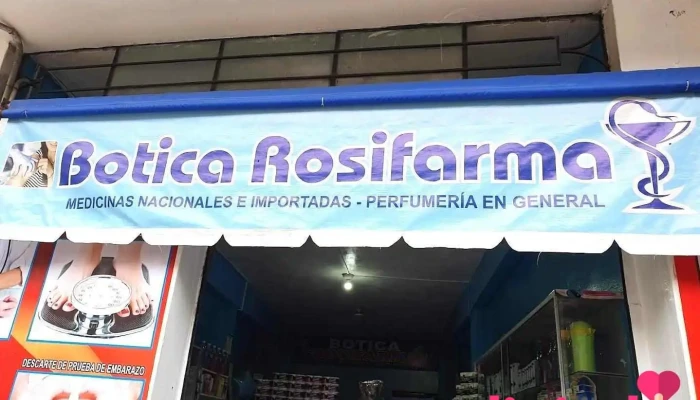 Botica Rosifarma
MEDICINAS NACIONALES E IMPORTADAS - PERFUMERÍA EN GENERAL
DESCARTE DE PRUEBA DE EMBARAZO
BOTICA